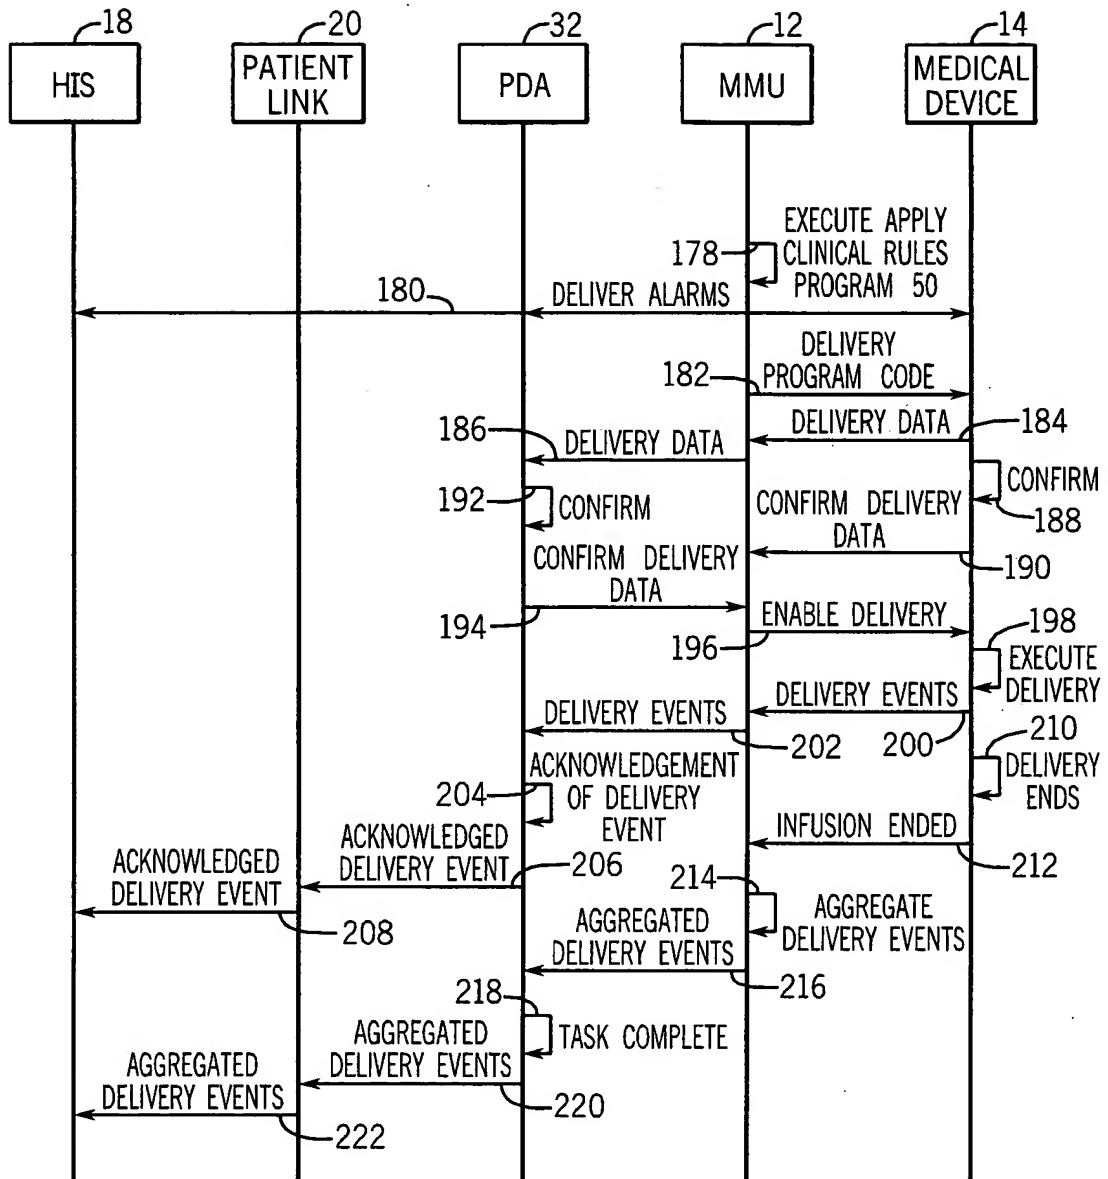 18
20
32
12
14
HIS
PATIENT
LINK
PDA
MMU
MEDICAL
DEVICE
178
EXECUTE APPLY
CLINICAL RULES
PROGRAM 50
180
DELIVER ALARMS
DELIVERY
PROGRAM CODE
182
DELIVERY DATA
184
186
DELIVERY DATA
CONFIRM
188
192
CONFIRM
CONFIRM DELIVERY
DATA
190
CONFIRM DELIVERY
DATA
194
ENABLE DELIVERY
196
198
EXECUTE
DELIVERY
DELIVERY EVENTS
200
DELIVERY EVENTS
202
210
DELIVERY
ENDS
204
ACKNOWLEDGEMENT
OF DELIVERY
EVENT
INFUSION ENDED
212
ACKNOWLEDGED
DELIVERY EVENT
206
ACKNOWLEDGED
DELIVERY EVENT
208
214
AGGREGATE
DELIVERY EVENTS
AGGREGATED
DELIVERY EVENTS
216
218
TASK COMPLETE
AGGREGATED
DELIVERY EVENTS
220
AGGREGATED
DELIVERY EVENTS
222